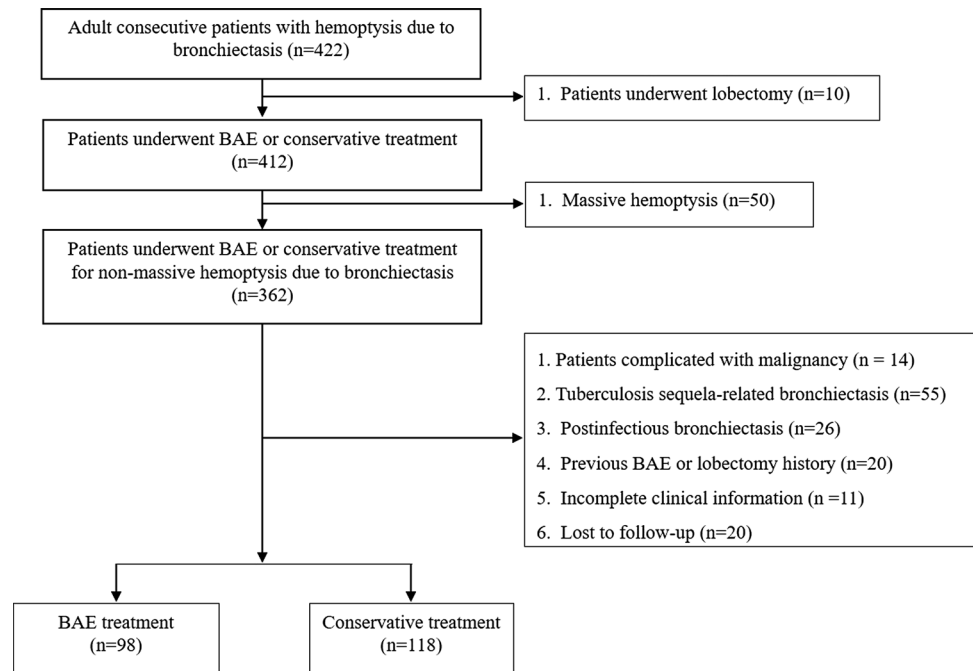 Adult consecutive patients with hemoptysis due to
bronchiectasis (n=422)
1. Patients underwent lobectomy (n=10)
Patients underwent BAE or conservative treatment
(n=412)
1. Massive hemoptysis (n=50)
Patients underwent BAE or conservative treatment
for non-massive hemoptysis due to bronchiectasis
(n=362)
1. Patients complicated with malignancy (n = 14)
2. Tuberculosis sequela-related bronchiectasis (n=55)
3. Postinfectious bronchiectasis (n=26)
4. Previous BAE or lobectomy history (n=20)
5. Incomplete clinical information (n =11)
6. Lost to follow-up (n=20)
BAE treatment
(n=98)
Conservative treatment
(n=118)